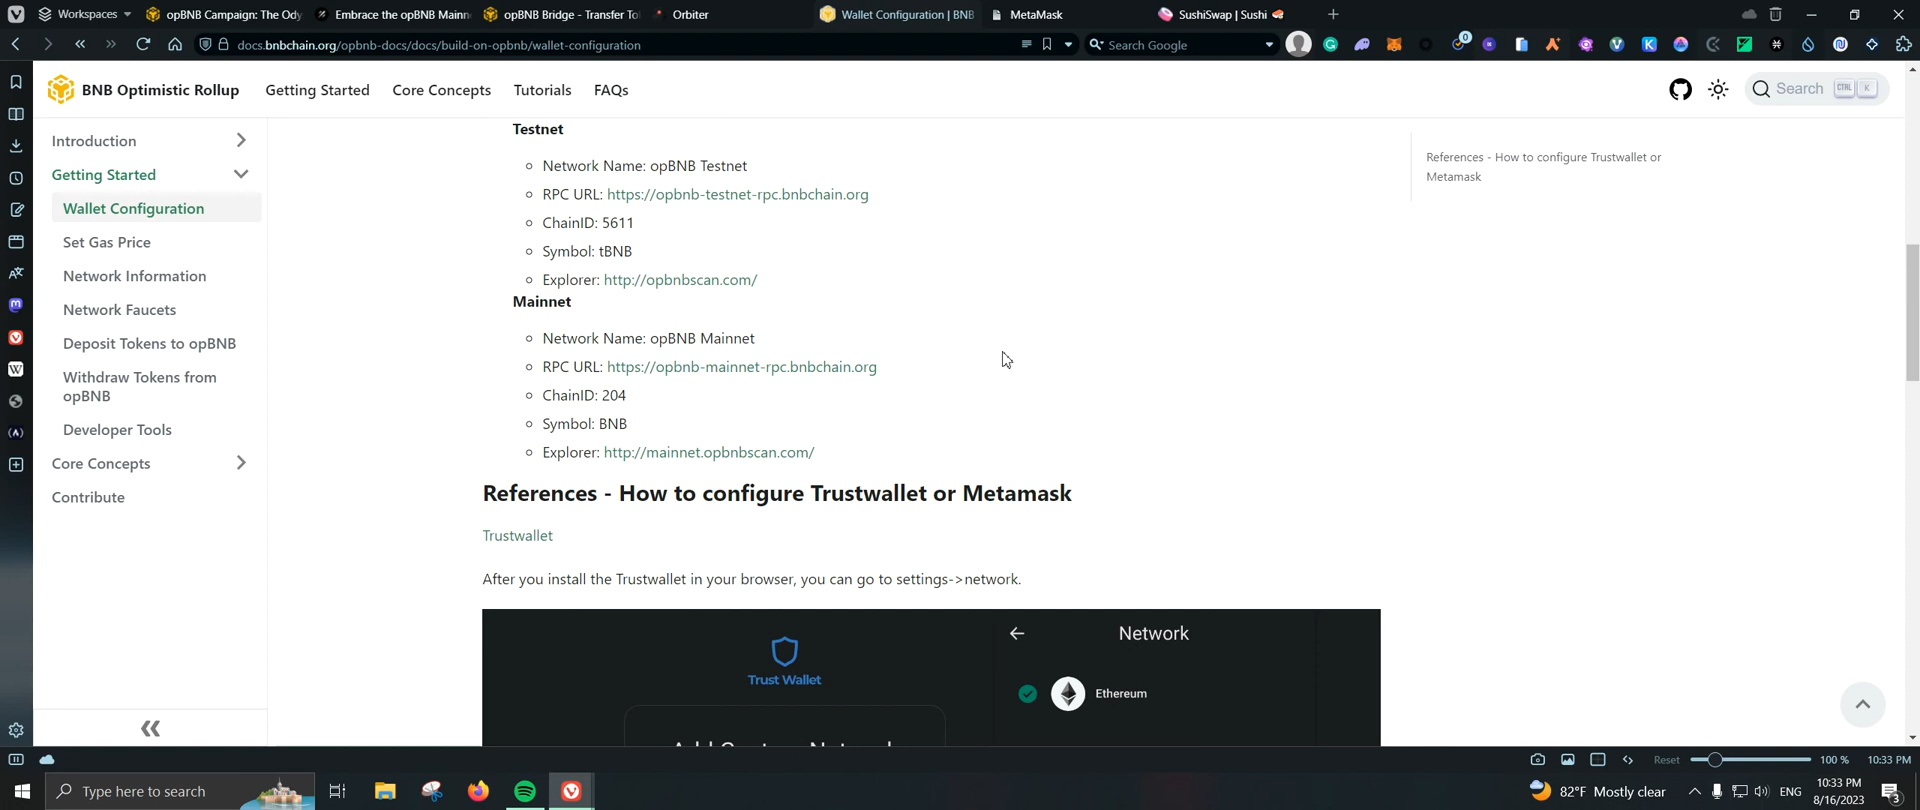 Workspaces
opBNB Campaign: The Ody
Embrace the opBNB Mainn
opBNB Bridge - Transfer To
Orbiter
Wallet Configuration | BNB
MetaMask
SushiSwap | Sushi
docs.bnbchain.org/opbnb-docs/docs/build-on-opbnb/wallet-configuration
Search Google
0
BNB Optimistic Rollup
Getting Started
Core Concepts
Tutorials
FAQs
Search
CTRL K
Introduction
Getting Started
Wallet Configuration
Set Gas Price
Network Information
Network Faucets
Deposit Tokens to opBNB
Withdraw Tokens from
opBNB
Developer Tools
Core Concepts
Contribute
Testnet
Network Name: opBNB Testnet
RPC URL: https://opbnb-testnet-rpc.bnbchain.org
ChainID: 5611
Symbol: tBNB
Explorer: http://opbnbscan.com/
Mainnet
Network Name: opBNB Mainnet
RPC URL: https://opbnb-mainnet-rpc.bnbchain.org
ChainID: 204
Symbol: BNB
Explorer: http://mainnet.opbnbscan.com/
References - How to configure Trustwallet or Metamask
Trustwallet
After you install the Trustwallet in your browser, you can go to settings->network.
Trust Wallet
Network
Ethereum
References - How to configure Trustwallet or
Metamask
Reset
100 %
10:33 PM
Type here to search
82°F Mostly clear
ENG
10:33 PM
8/16/2023
3